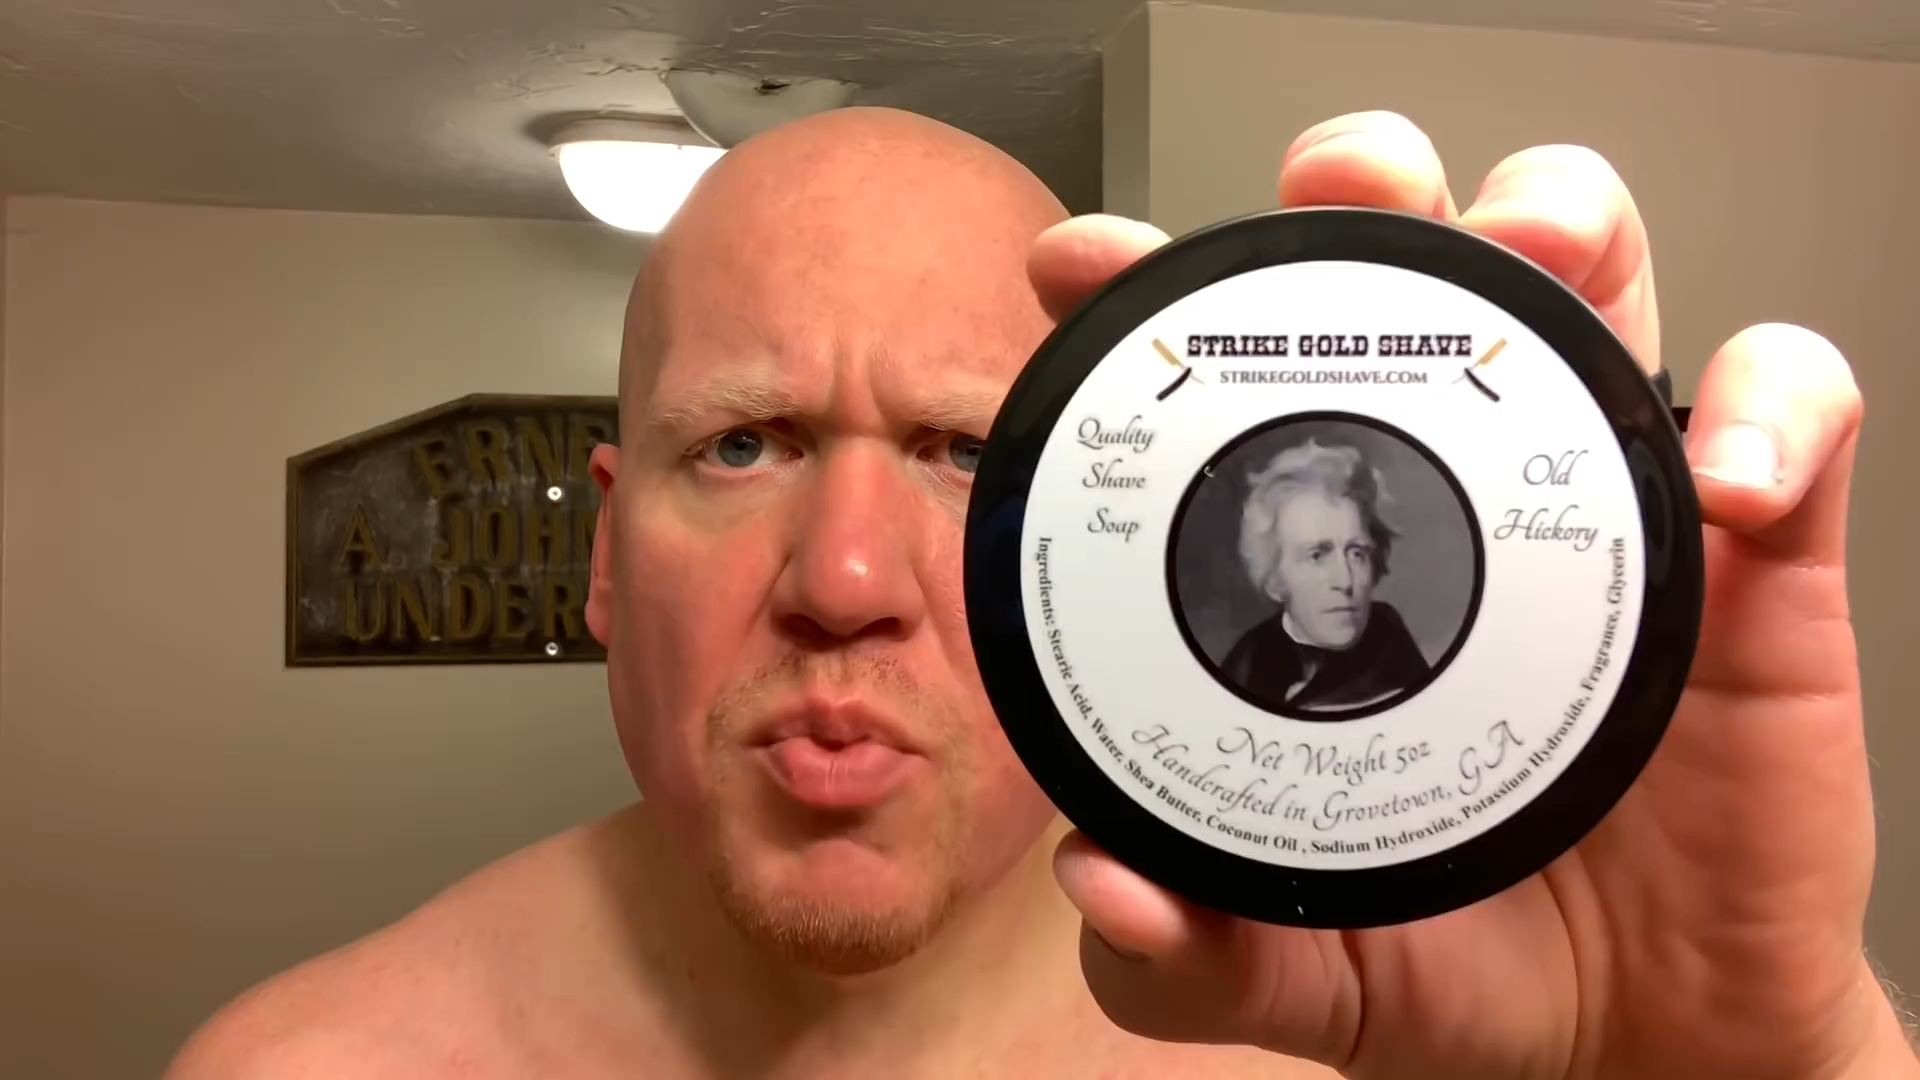 ERNE
A. JOHN
UNDER
STRIKE GOLD SHAVE
STRIKEGOLDSHAVE.COM
Quality
Shave
Soap
Old
Hickory
Net Weight 5oz
Handcrafted in Grovetown, GA
Ingredients: Stearic Acid, Water, Shea Butter, Coconut Oil , Sodium Hydroxide, Potassium Hydroxide, Fragrance, Glycerin